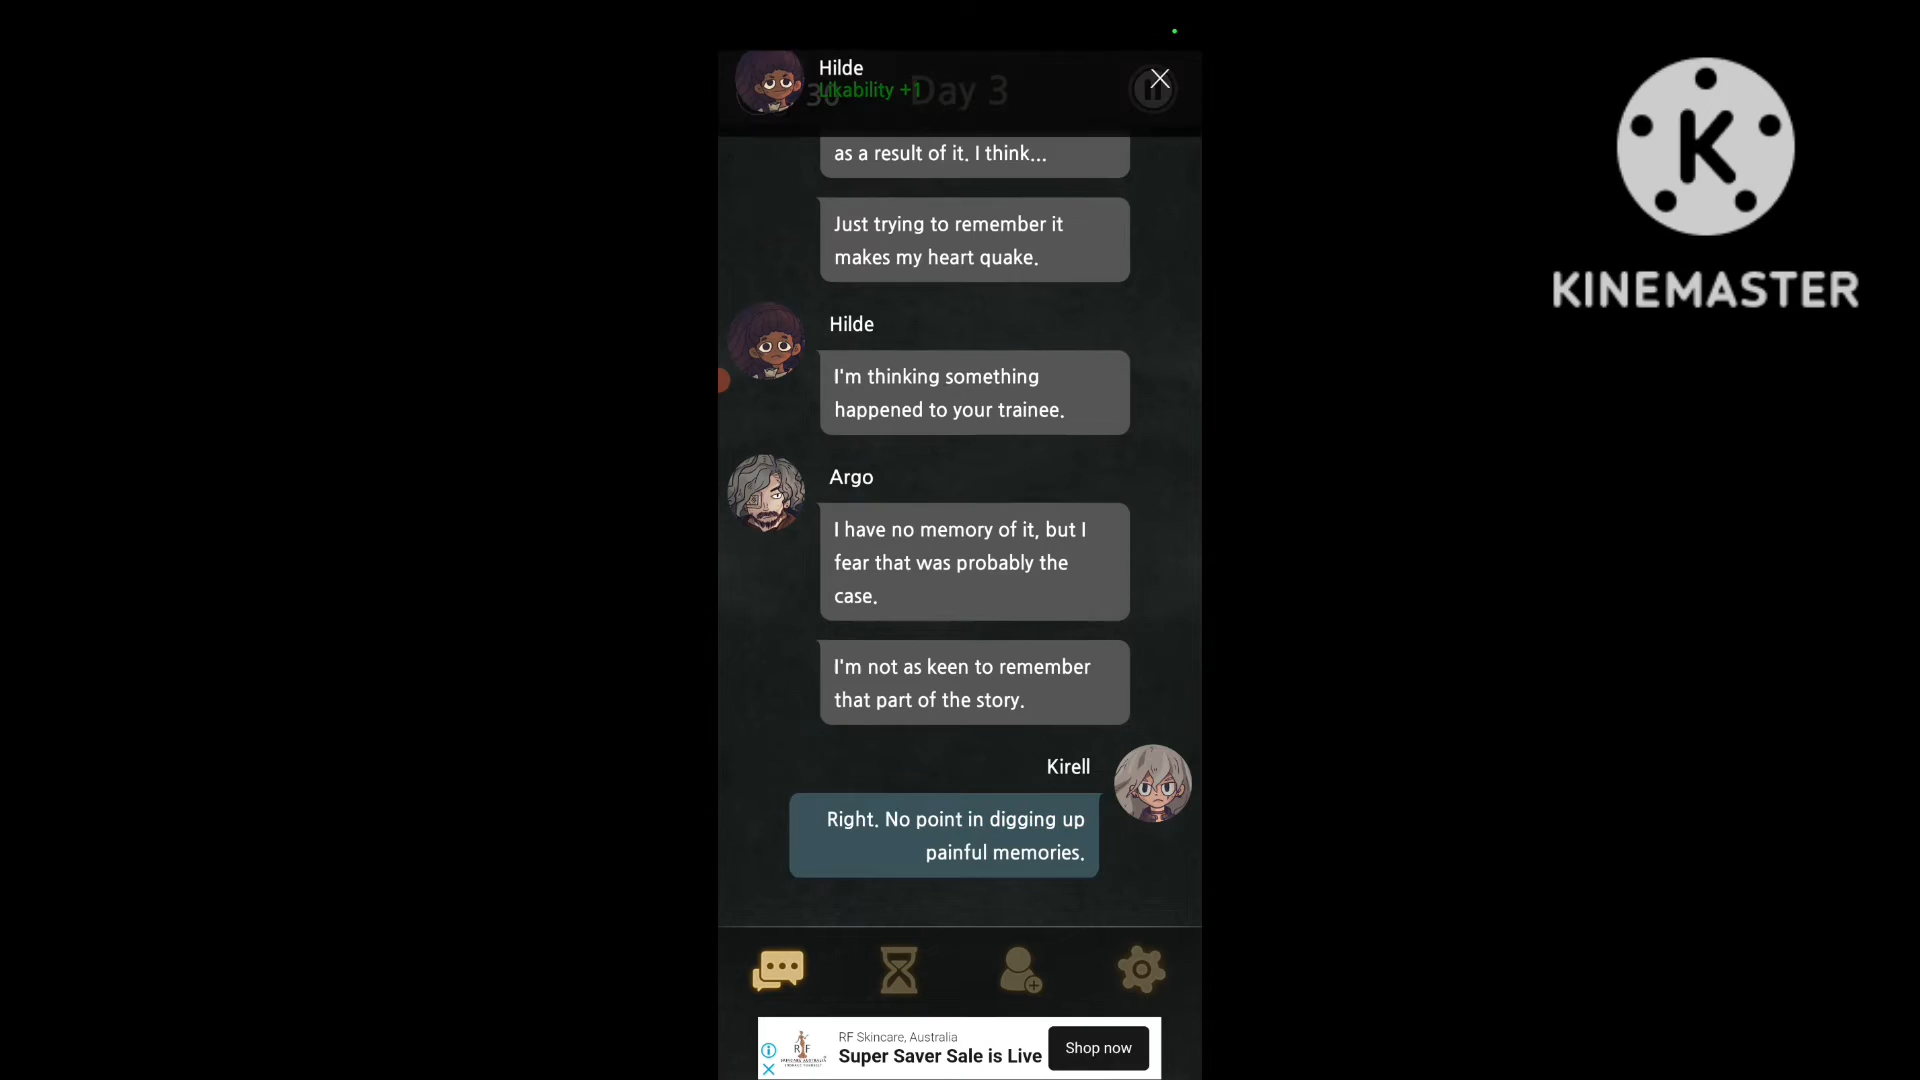 Hilde
Likability +1
30 Day 3
as a result of it. I think...
Just trying to remember it
makes my heart quake.
Hilde
I'm thinking something
happened to your trainee.
Argo
I have no memory of it, but I
fear that was probably the
case.
I'm not as keen to remember
that part of the story.
Kirell
Right. No point in digging up
painful memories.
RF Skincare, Australia
Super Saver Sale is Live
Shop now
RF
K
KINEMASTER